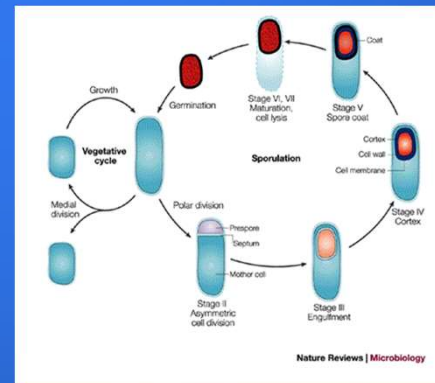 Coat
Growth
Germination
Stage VI, VII
Maturation,
cell lysis
Stage V
Spore coat
Vegetative
cycle
Sporulation
Cortex
Cell wall
Cell membrane
Medial
division
Polar division
Stage IV
Cortex
Prespore
Septum
Mother cell
Stage II
Asymmetric
cell division
Stage III
Engulfment
Nature Reviews | Microbiology